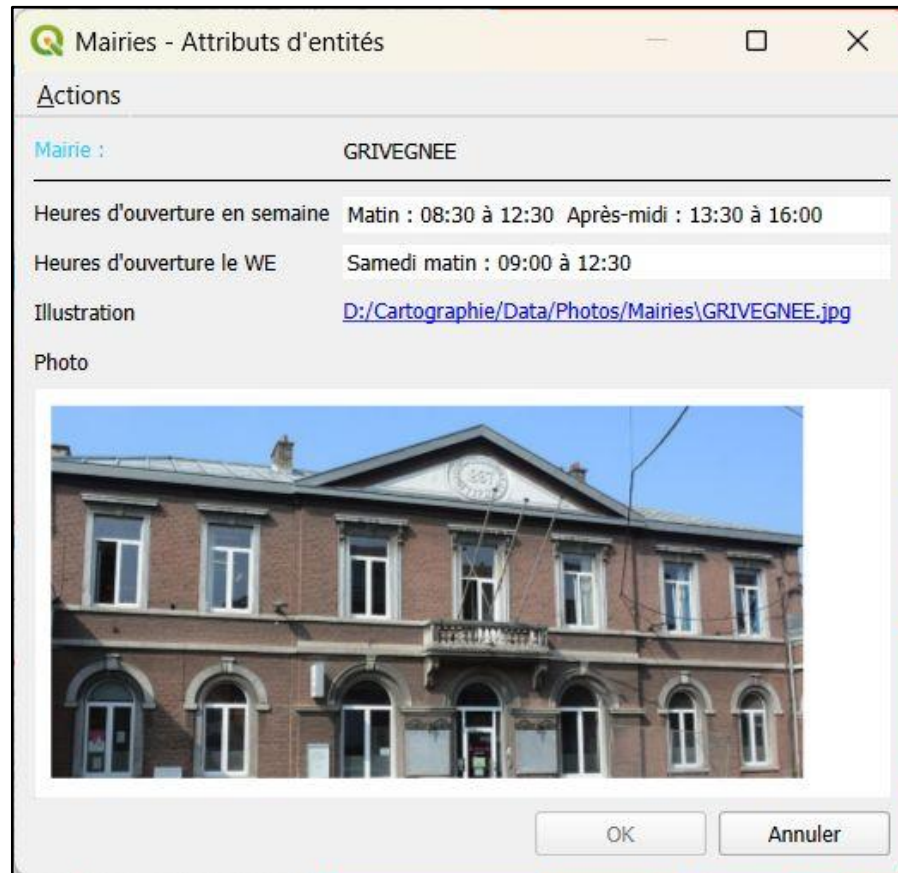 Mairies - Attributs d'entités
Actions
Mairie : GRIVEGNEE
Heures d'ouverture en semaine Matin : 08:30 à 12:30 Après-midi : 13:30 à 16:00
Heures d'ouverture le WE Samedi matin : 09:00 à 12:30
Illustration D:/Cartographie/Data/Photos/Mairies\GRIVEGNEE.jpg
Photo
OK Annuler